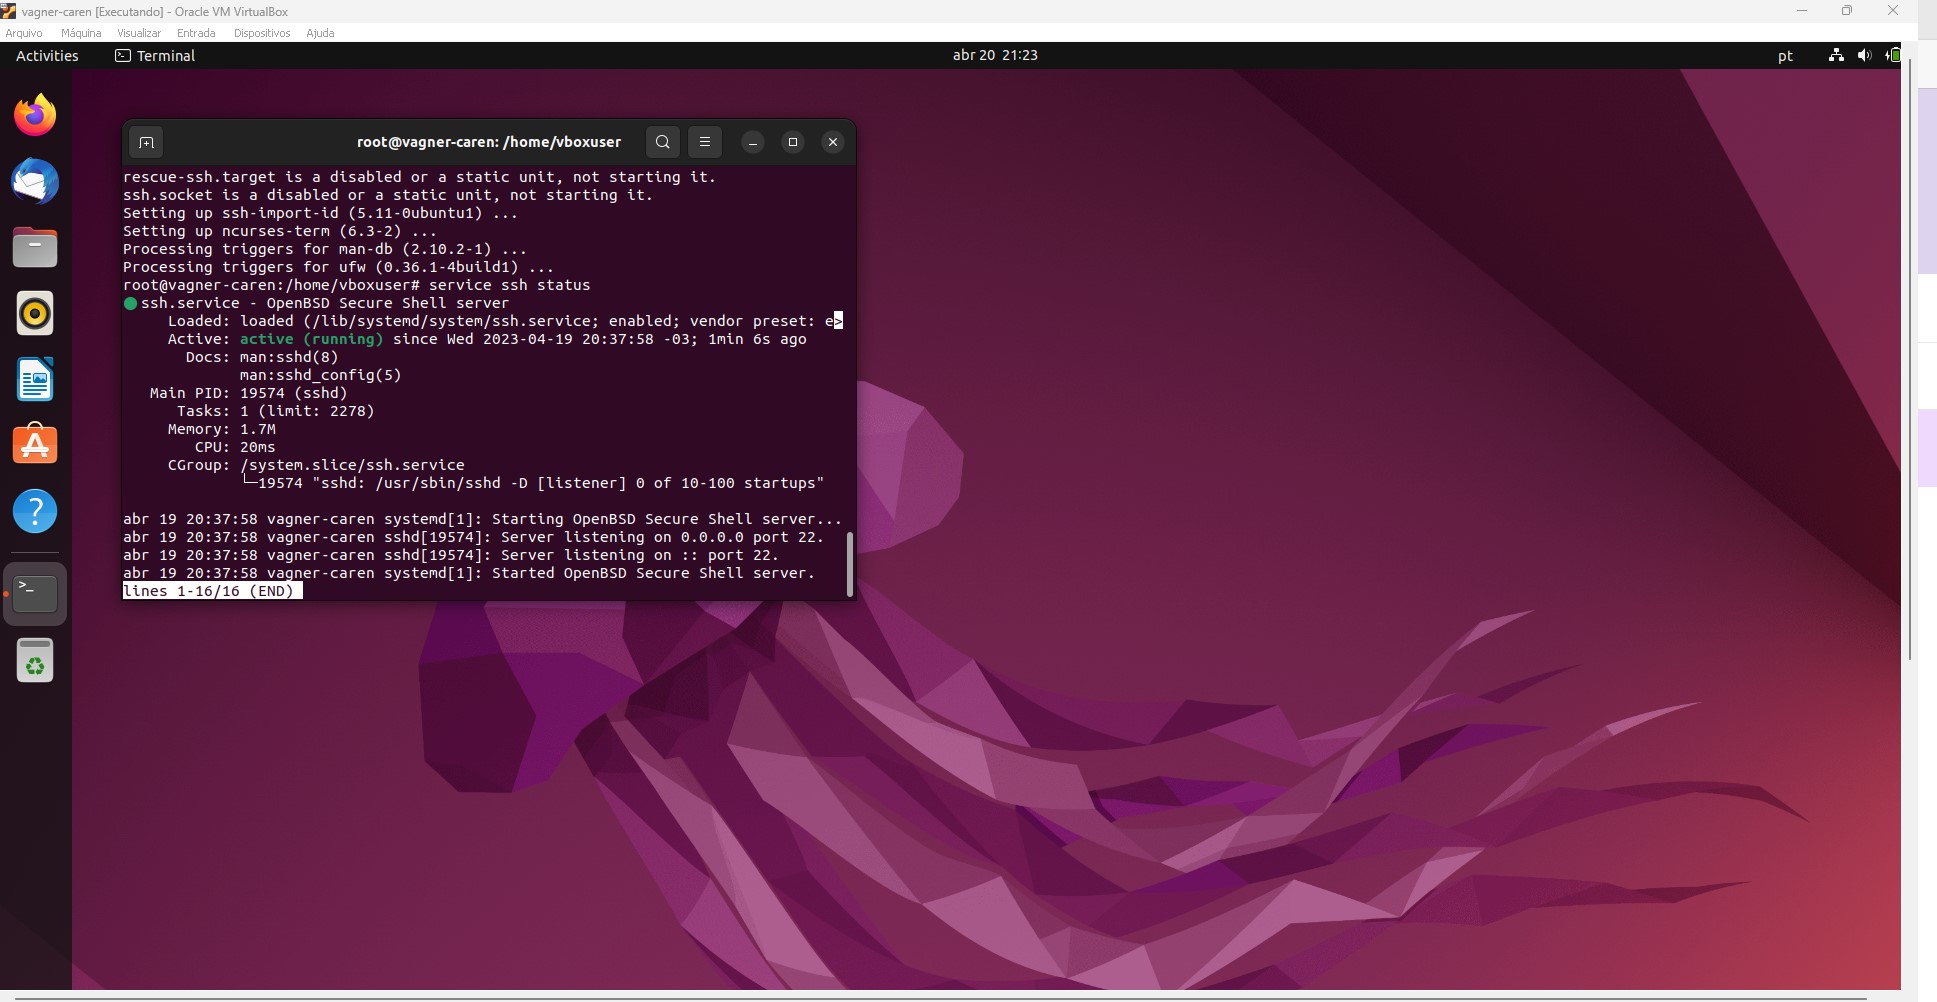 vagner-caren [Executando] - Oracle VM VirtualBox
Arquivo Máquina Visualizar Entrada Dispositivos Ajuda
Activities Terminal abr 20 21:23 pt
root@vagner-caren: /home/vboxuser
rescue-ssh.target is a disabled or a static unit, not starting it.
ssh.socket is a disabled or a static unit, not starting it.
Setting up ssh-import-id (5.11-0ubuntu1) ...
Setting up ncurses-term (6.3-2) ...
Processing triggers for man-db (2.10.2-1) ...
Processing triggers for ufw (0.36.1-4build1) ...
root@vagner-caren:/home/vboxuser# service ssh status
● ssh.service - OpenBSD Secure Shell server
Loaded: loaded (/lib/systemd/system/ssh.service; enabled; vendor preset: e>
Active: active (running) since Wed 2023-04-19 20:37:58 -03; 1min 6s ago
Docs: man:sshd(8)
man:sshd_config(5)
Main PID: 19574 (sshd)
Tasks: 1 (limit: 2278)
Memory: 1.7M
CPU: 20ms
CGroup: /system.slice/ssh.service
└─19574 "sshd: /usr/sbin/sshd -D [listener] 0 of 10-100 startups"
abr 19 20:37:58 vagner-caren systemd[1]: Starting OpenBSD Secure Shell server...
abr 19 20:37:58 vagner-caren sshd[19574]: Server listening on 0.0.0.0 port 22.
abr 19 20:37:58 vagner-caren sshd[19574]: Server listening on :: port 22.
abr 19 20:37:58 vagner-caren systemd[1]: Started OpenBSD Secure Shell server.
lines 1-16/16 (END)